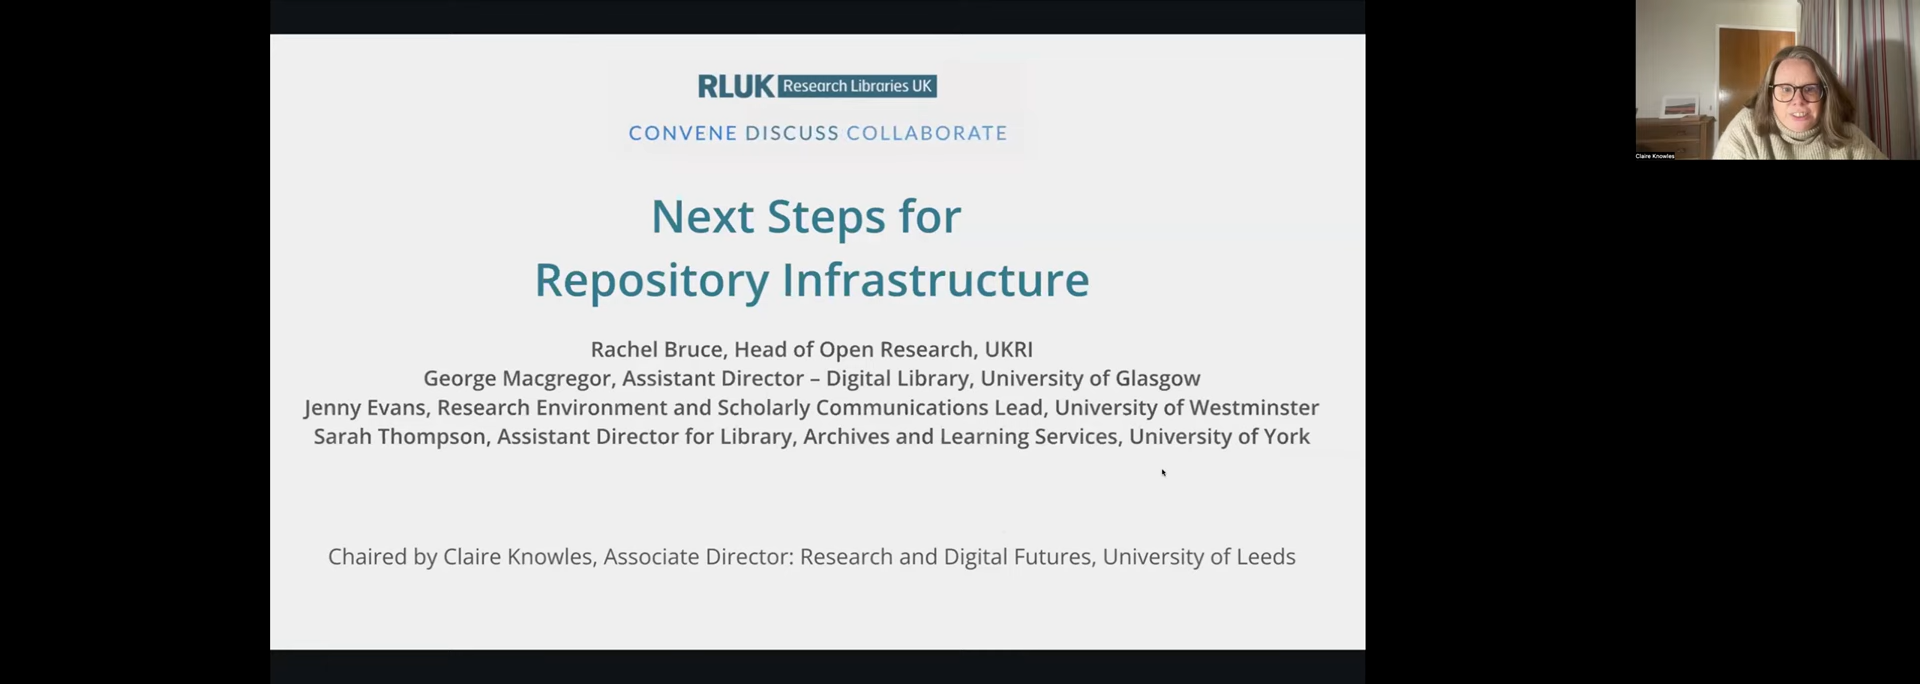 RLUK Research Libraries UK
CONVENE DISCUSS COLLABORATE
Next Steps for
Repository Infrastructure
Rachel Bruce, Head of Open Research, UKRI
George Macgregor, Assistant Director – Digital Library, University of Glasgow
Jenny Evans, Research Environment and Scholarly Communications Lead, University of Westminster
Sarah Thompson, Assistant Director for Library, Archives and Learning Services, University of York
Chaired by Claire Knowles, Associate Director: Research and Digital Futures, University of Leeds
Claire Knowles